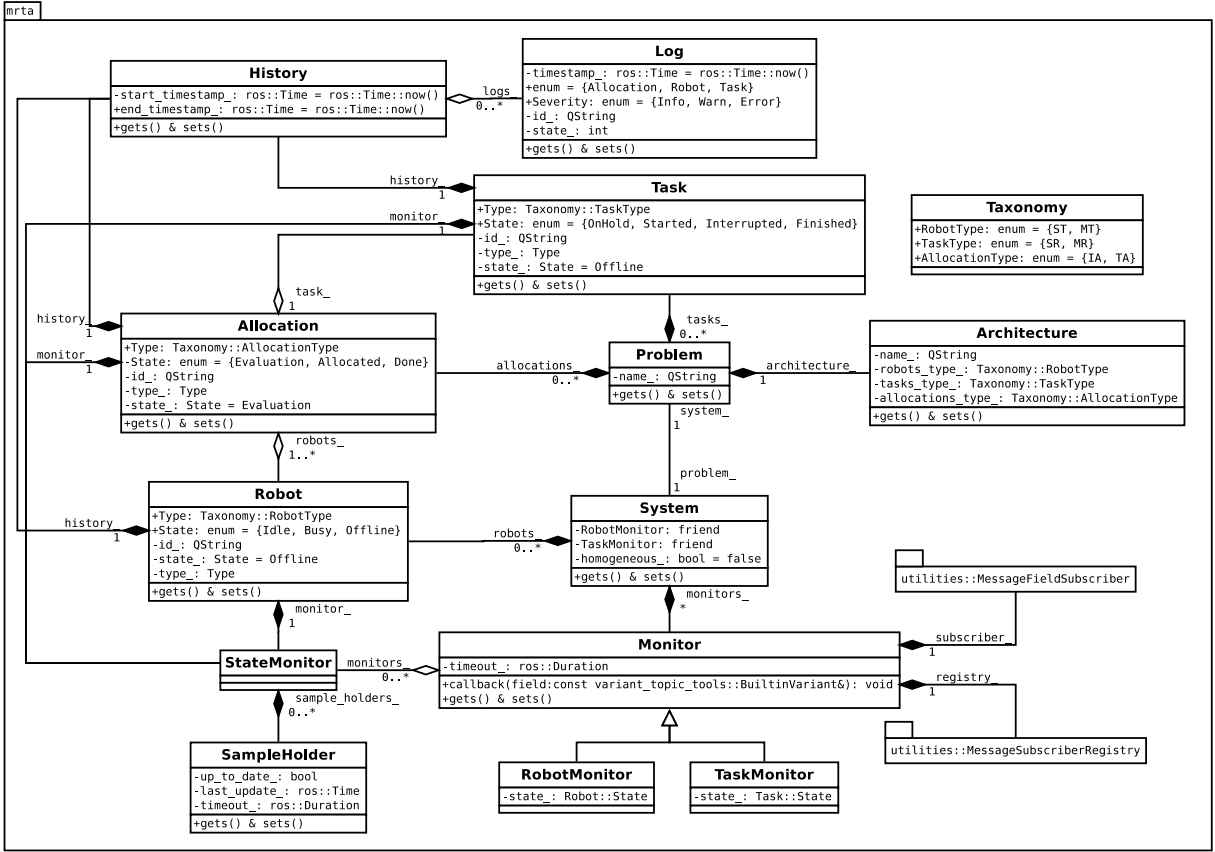 mrta
History
-start_timestamp_: ros::Time = ros::Time::now()
+end_timestamp_: ros::Time = ros::Time::now()
+gets() & sets()
logs_
0..*
Log
-timestamp_: ros::Time = ros::Time::now()
+enum = {Allocation, Robot, Task}
+Severity: enum = {Info, Warn, Error}
-id_: QString
-state_: int
+gets() & sets()
history_
1
monitor_
1
Task
+Type: Taxonomy::TaskType
+State: enum = {OnHold, Started, Interrupted, Finished}
-id_: QString
-type_: Type
-state_: State = Offline
+gets() & sets()
Taxonomy
+RobotType: enum = {ST, MT}
+TaskType: enum = {SR, MR}
+AllocationType: enum = {IA, TA}
task_
1
history_
1
monitor_
1
Allocation
+Type: Taxonomy::AllocationType
-State: enum = {Evaluation, Allocated, Done}
-id_: QString
-type_: Type
-state_: State = Evaluation
+gets() & sets()
allocations_
0..*
tasks_
0..*
Problem
-name_: QString
+gets() & sets()
architecture_
1
Architecture
-name_: QString
-robots_type_: Taxonomy::RobotType
-tasks_type_: Taxonomy::TaskType
-allocations_type_: Taxonomy::AllocationType
+gets() & sets()
system_
1
problem_
1
robots_
1..*
history_
1
Robot
+Type: Taxonomy::RobotType
+State: enum = {Idle, Busy, Offline}
-id_: QString
-state_: State = Offline
-type_: Type
+gets() & sets()
robots_
0..*
System
-RobotMonitor: friend
-TaskMonitor: friend
-homogeneous_: bool = false
+gets() & sets()
monitor_
1
monitors_
*
utilities::MessageFieldSubscriber
StateMonitor
monitors_
0..*
Monitor
-timeout_: ros::Duration
+callback(field:const variant_topic_tools::BuiltinVariant&): void
+gets() & sets()
subscriber_
1
registry_
1
sample_holders_
0..*
utilities::MessageSubscriberRegistry
SampleHolder
-up_to_date_: bool
-last_update_: ros::Time
-timeout_: ros::Duration
+gets() & sets()
RobotMonitor
-state_: Robot::State
TaskMonitor
-state_: Task::State